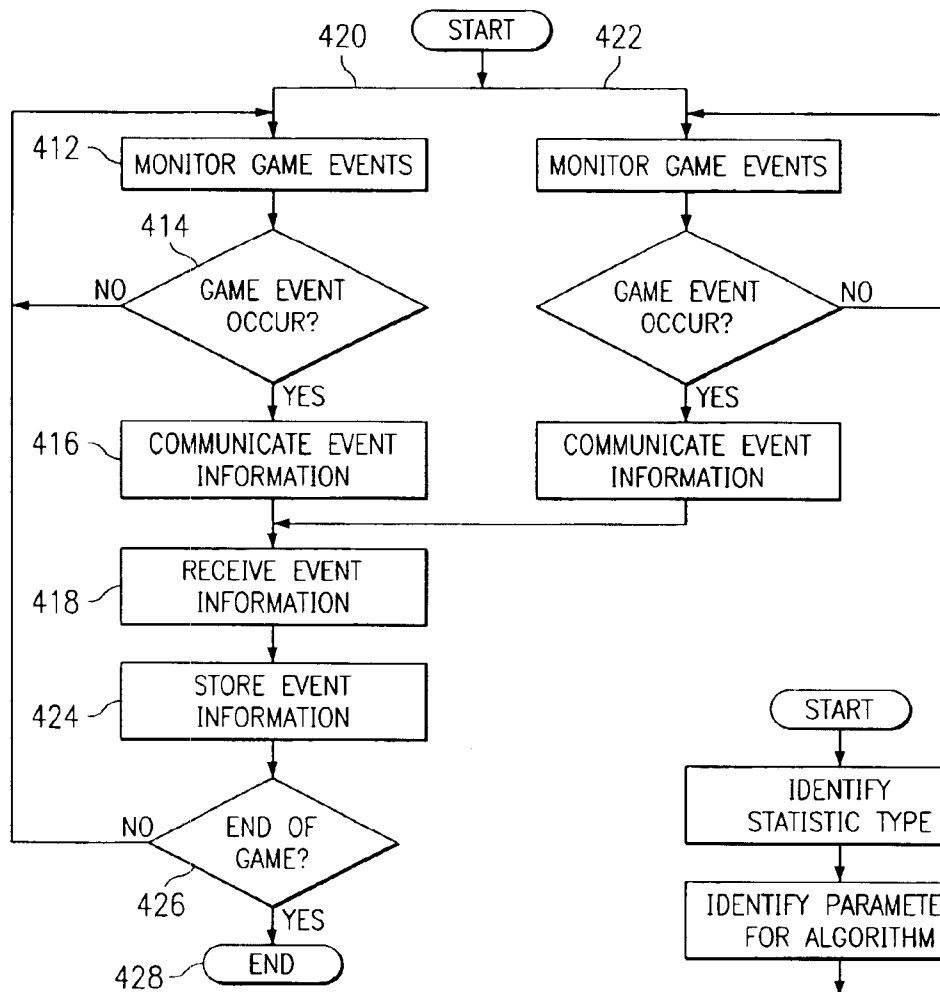 START
420
422
412
MONITOR GAME EVENTS
MONITOR GAME EVENTS
414
GAME EVENT
OCCUR?
NO
YES
GAME EVENT
OCCUR?
NO
YES
416
COMMUNICATE EVENT
INFORMATION
COMMUNICATE EVENT
INFORMATION
418
RECEIVE EVENT
INFORMATION
424
STORE EVENT
INFORMATION
END OF
GAME?
NO
426
YES
428
END
START
IDENTIFY
STATISTIC TYPE
IDENTIFY PARAMETE
FOR ALGORITHM